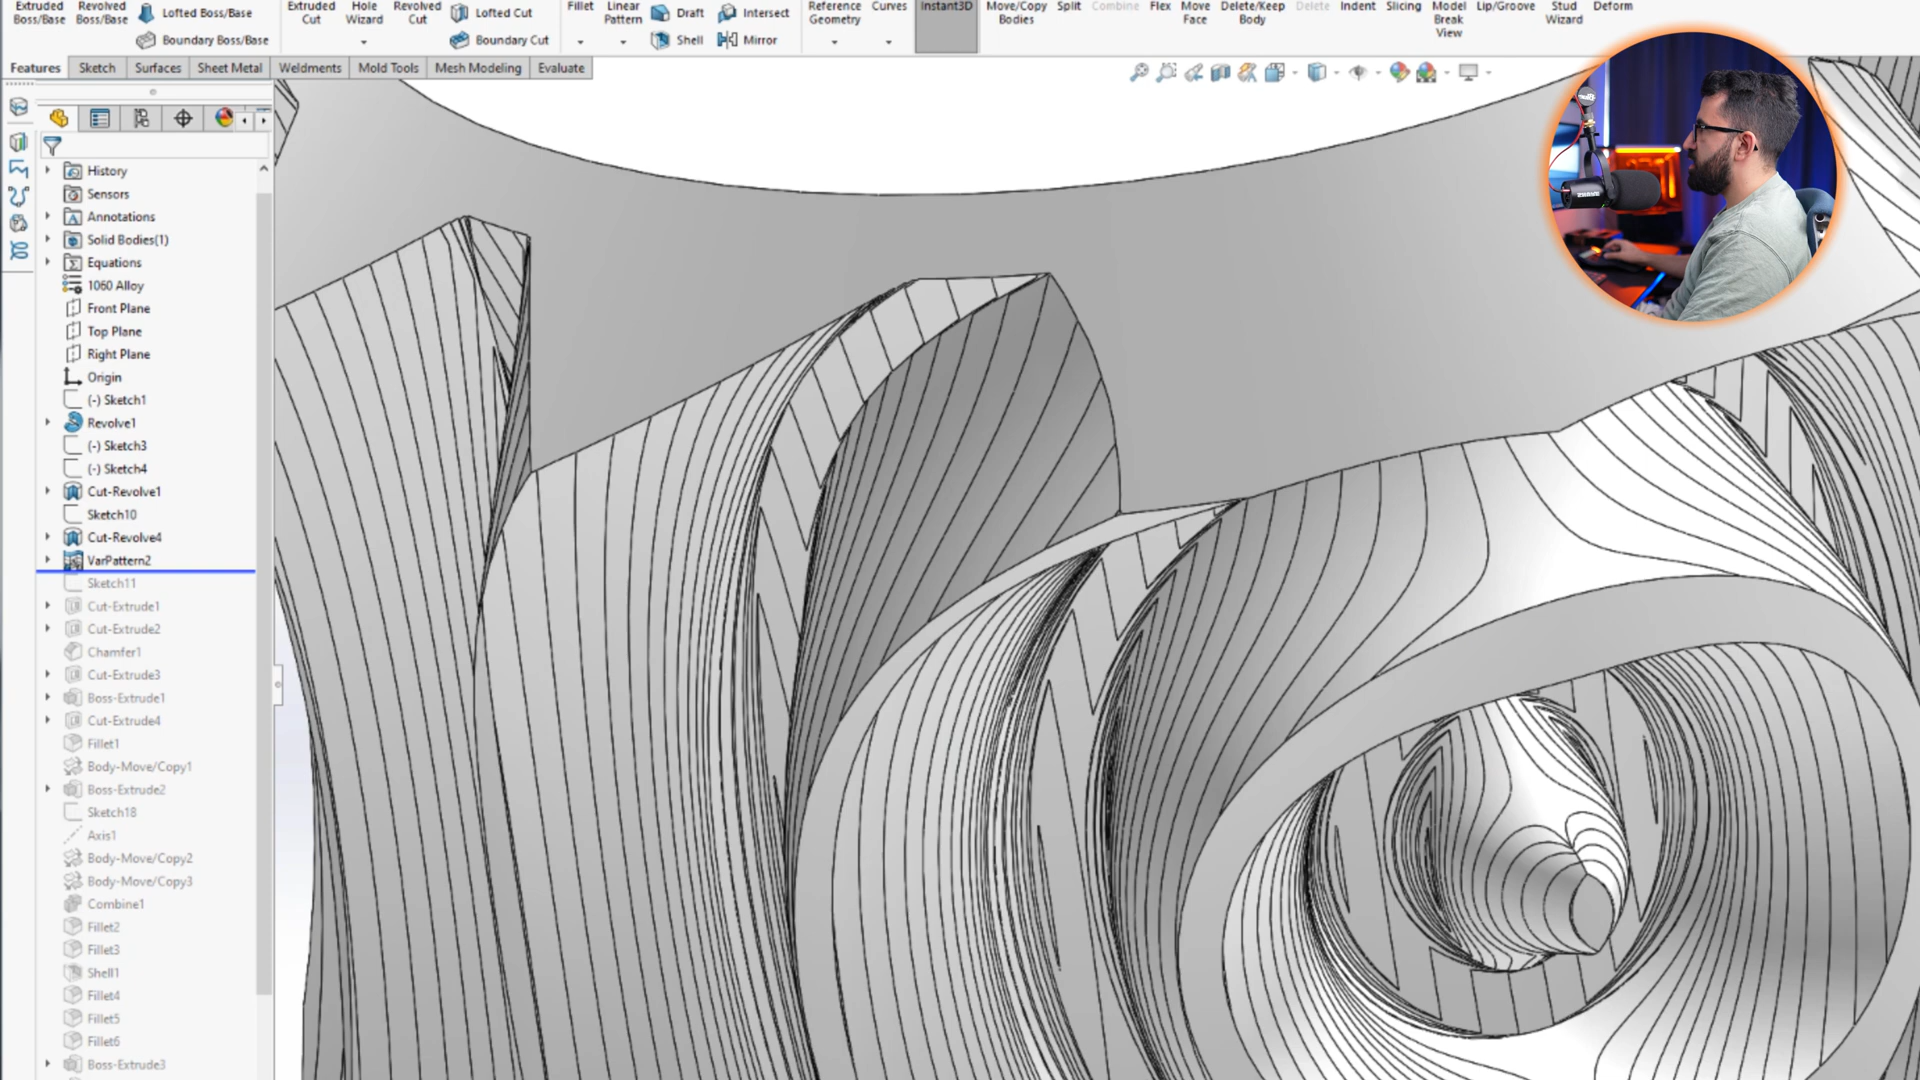 Extruded Boss/Base
Revolved Boss/Base
Lofted Boss/Base
Boundary Boss/Base
Extruded Cut
Hole Wizard
Revolved Cut
Lofted Cut
Boundary Cut
Fillet
Linear Pattern
Draft
Shell
Intersect
Mirror
Reference Geometry
Curves
Instant3D
Move/Copy Bodies
Split
Combine
Flex
Move Face
Delete/Keep Body
Delete
Indent
Slicing
Model Break View
Lip/Groove
Stud Wizard
Deform
Features
Sketch
Surfaces
Sheet Metal
Weldments
Mold Tools
Mesh Modeling
Evaluate
History
Sensors
Annotations
Solid Bodies(1)
Equations
1060 Alloy
Front Plane
Top Plane
Right Plane
Origin
(-) Sketch1
Revolve1
(-) Sketch3
(-) Sketch4
Cut-Revolve1
Sketch10
Cut-Revolve4
VarPattern2
Sketch11
Cut-Extrude1
Cut-Extrude2
Chamfer1
Cut-Extrude3
Boss-Extrude1
Cut-Extrude4
Fillet1
Body-Move/Copy1
Boss-Extrude2
Sketch18
Axis1
Body-Move/Copy2
Body-Move/Copy3
Combine1
Fillet2
Fillet3
Shell1
Fillet4
Fillet5
Fillet6
Boss-Extrude3